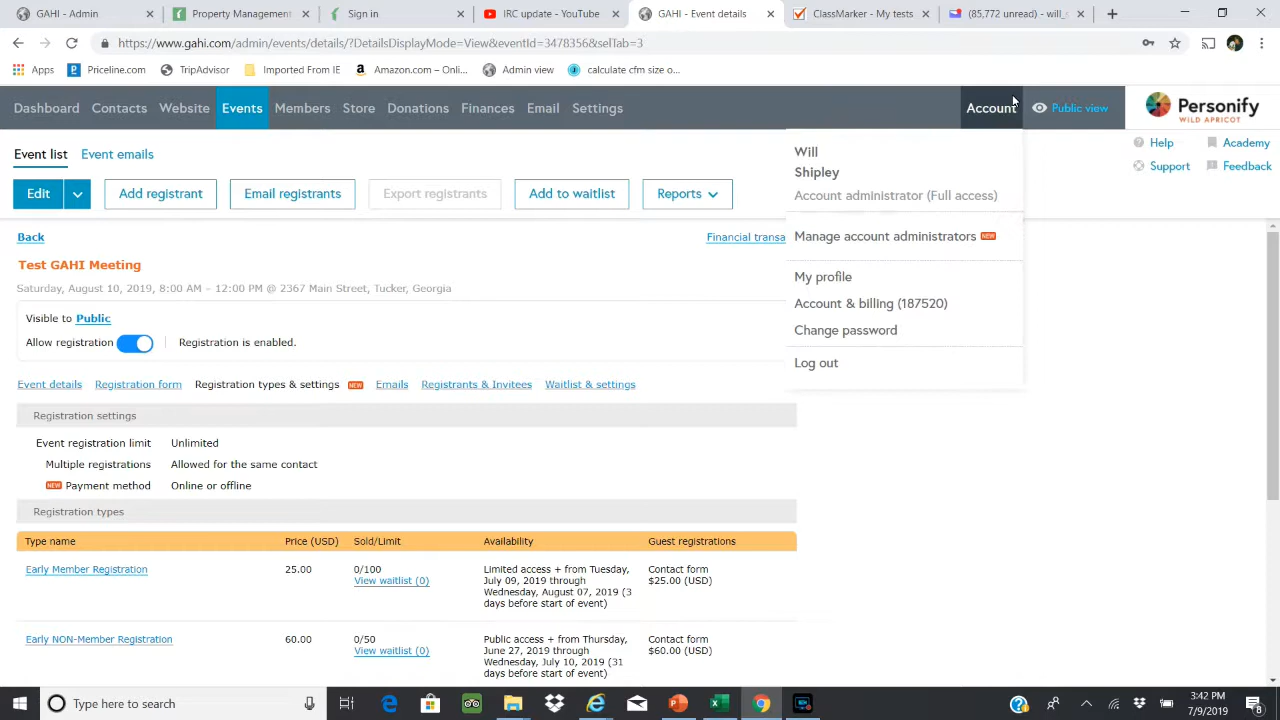 GAHI - Admin
Property Management
Sign in
IRC update - YouTube
GAHI - Event details
ClassMarker - My tests
(85,772 unread) - will_s
https://www.gahi.com/admin/events/details/?DetailsDisplayMode=View&eventId=3478356&selTab=3
Apps
Priceline.com
TripAdvisor
Imported From IE
Amazon.com – Onli...
Admin view
calculate cfm size o...
Dashboard
Contacts
Website
Events
Members
Store
Donations
Finances
Email
Settings
Account
Public view
Personify
WILD APRICOT
Help
Academy
Support
Feedback
Event list
Event emails
Edit
Add registrant
Email registrants
Export registrants
Add to waitlist
Reports
Will
Shipley
Account administrator (Full access)
Manage account administrators NEW
My profile
Account & billing (187520)
Change password
Log out
Back
Financial transa
Test GAHI Meeting
Saturday, August 10, 2019, 8:00 AM – 12:00 PM @ 2367 Main Street, Tucker, Georgia
Visible to Public
Allow registration
Registration is enabled.
Event details
Registration form
Registration types & settings NEW
Emails
Registrants & Invitees
Waitlist & settings
Registration settings
Event registration limit Unlimited
Multiple registrations Allowed for the same contact
NEW Payment method Online or offline
Registration types
Type name Price (USD) Sold/Limit Availability Guest registrations
Early Member Registration 25.00 0/100 Limited access + from Tuesday, Contact form
View waitlist (0) July 09, 2019 through $25.00 (USD)
Wednesday, August 07, 2019 (3
days before start of event)
Early NON-Member Registration 60.00 0/50 Public access + from Thursday, Contact form
View waitlist (0) June 27, 2019 through $60.00 (USD)
Wednesday, July 10, 2019 (31
days before start of event)
Type here to search
3:42 PM
7/9/2019
8